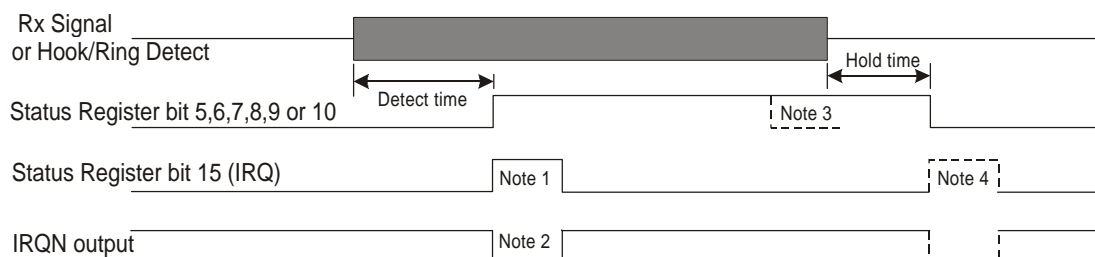 Rx Signal
or Hook/Ring Detect
Hold time
Detect time
Status Register bit 5,6,7,8,9 or 10
Note 3
Status Register bit 15 (IRQ)
Note 1
Note 4
IRQN output
Note 2